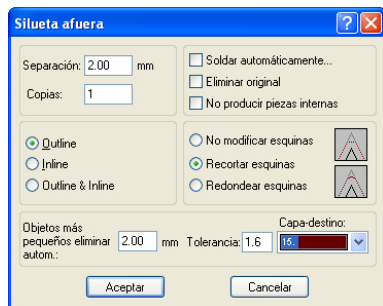 Silueta afuera
Separación: 2.00 mm
Copias: 1
Soldar automáticamente...
Eliminar original
No producir piezas internas
Outline
Inline
Outline & Inline
No modificar esquinas
Recortar esquinas
Redondear esquinas
Objetos más
pequeños eliminar
autom.:
2.00 mm Tolerancia: 1.6
Capa-destino:
15.
Aceptar Cancelar